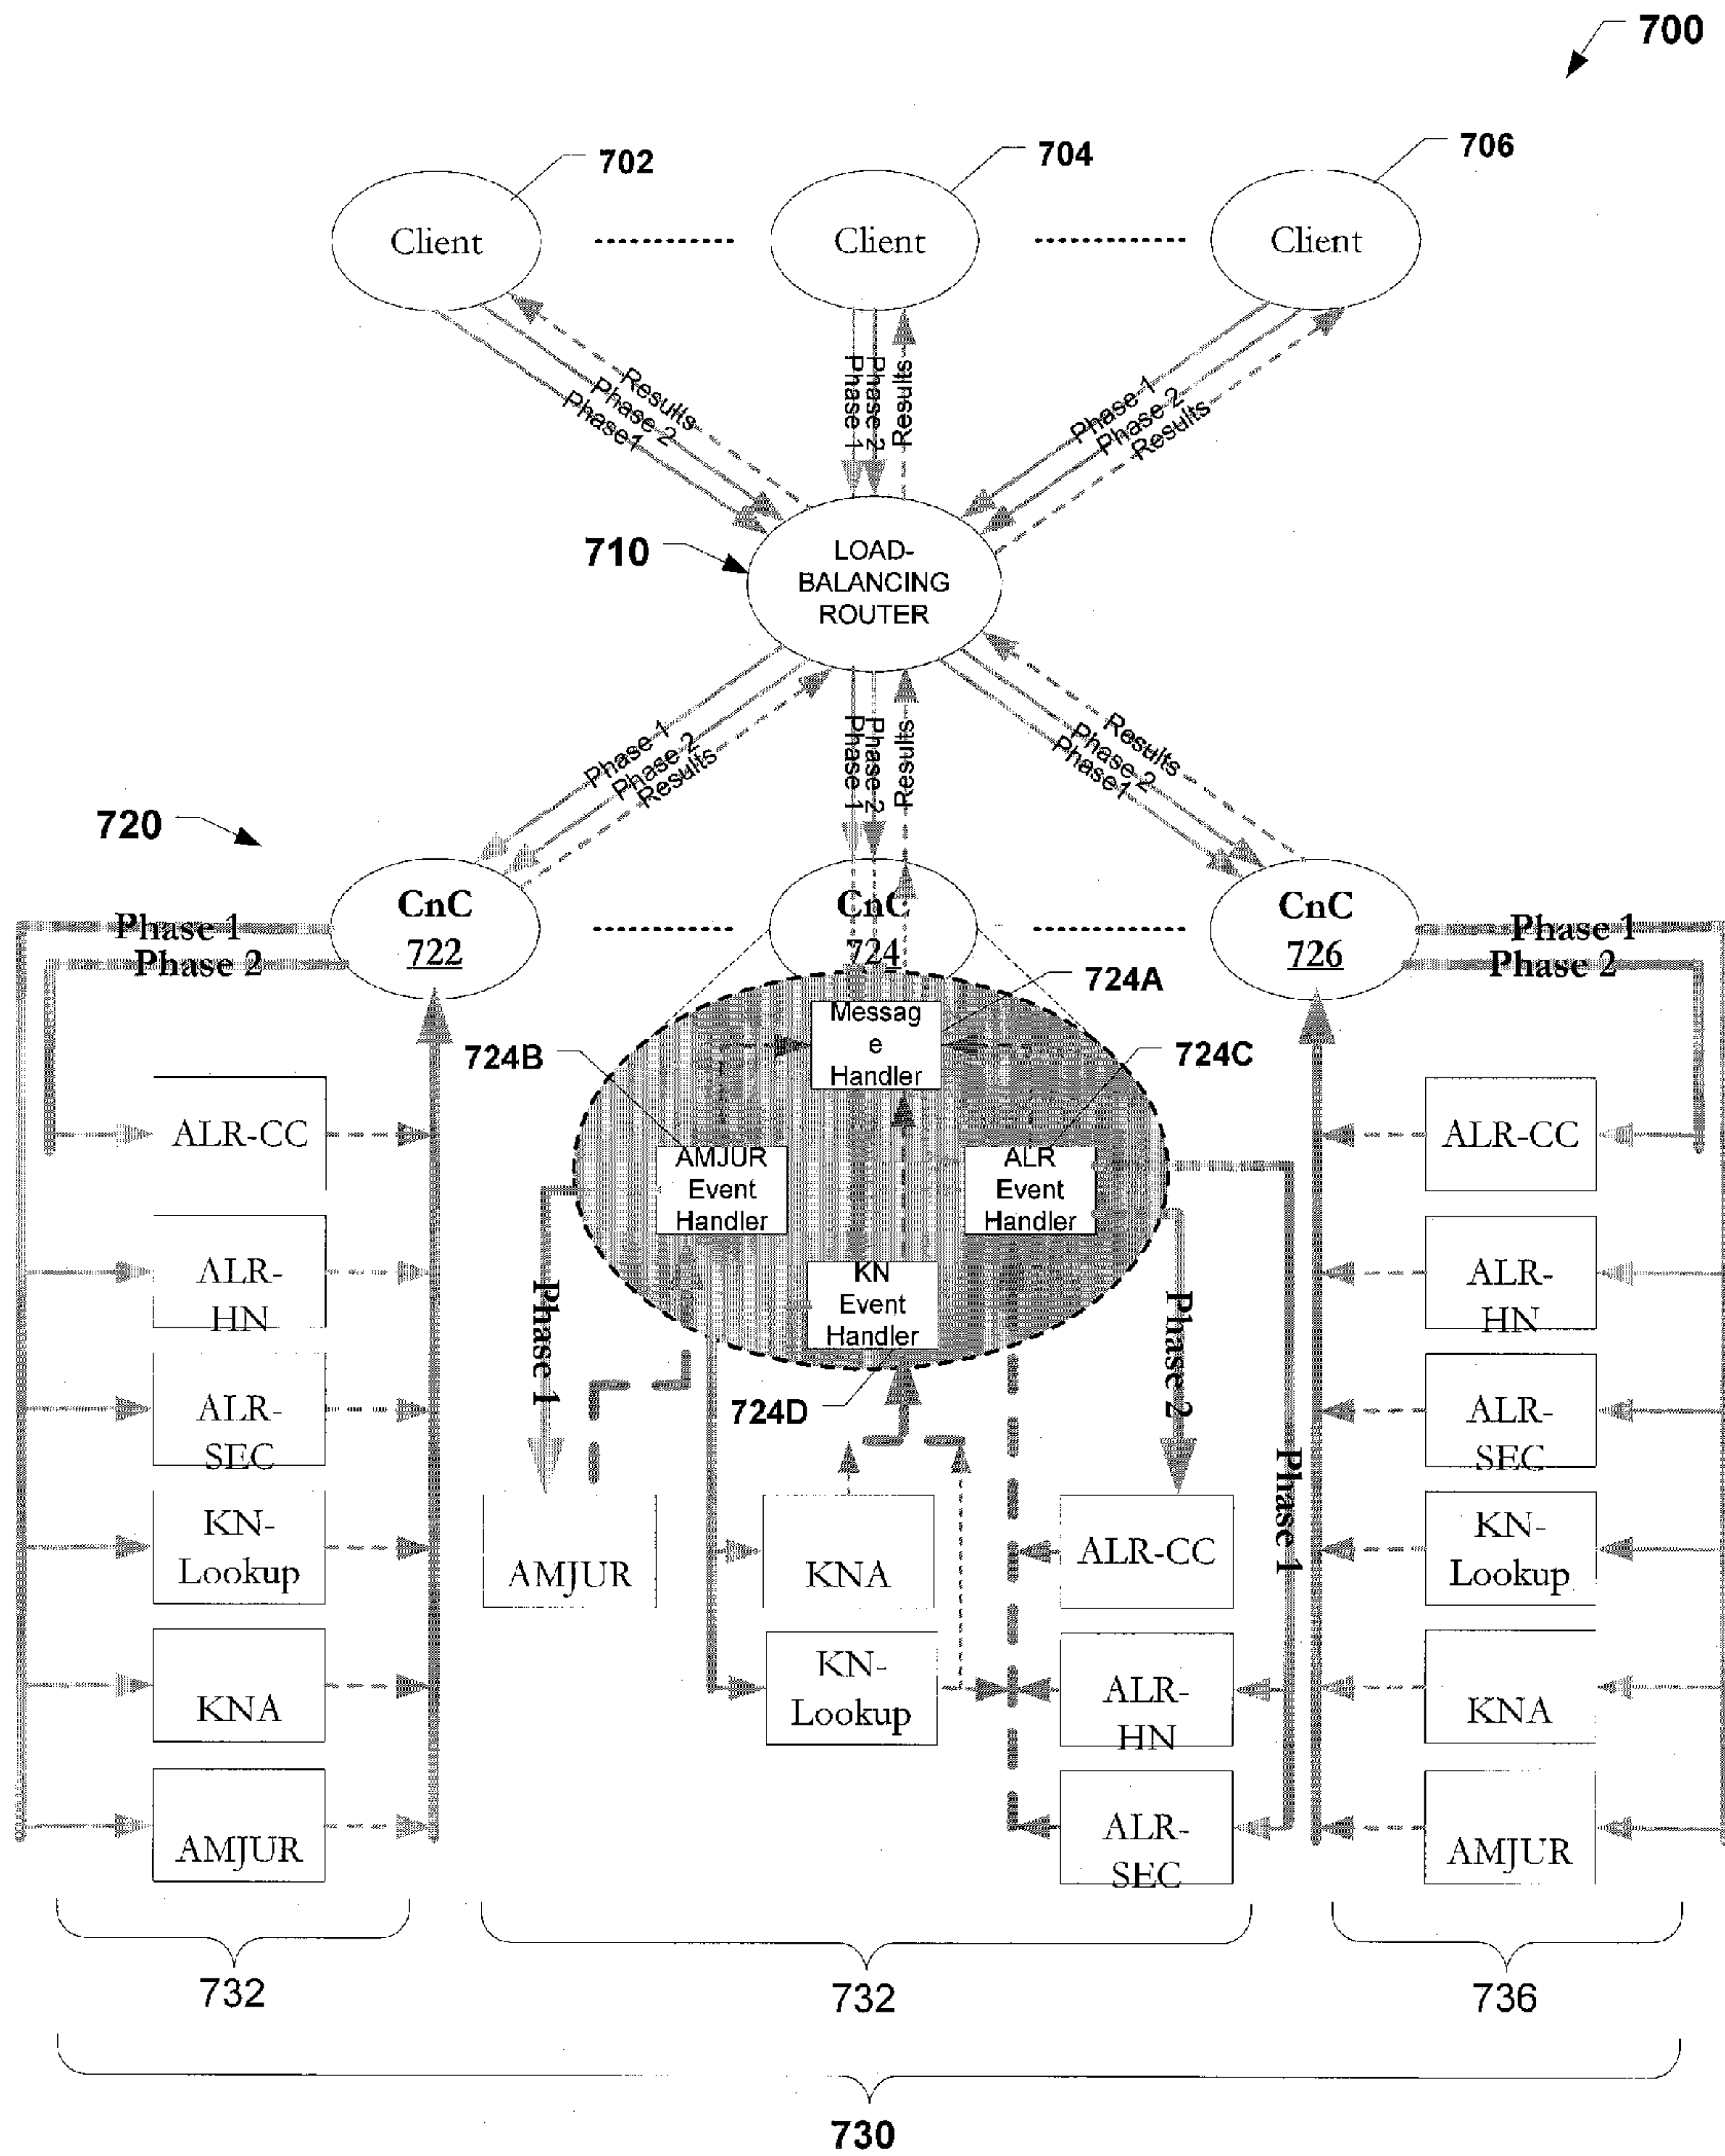 700
702
704
706
Client
Client
Client
Results
Phase 2
Phase1
Phase 1
Phase 2
Results
Phase 1
Phase 2
Results
710
LOAD-
BALANCING
ROUTER
Phase 1
Phase 2
Results
Phase 1
Phase 2
Results
Results
Phase 2
Phase1
720
CnC
722
CnC
724
CnC
726
Phase 1
Phase 2
Phase 1
Phase 2
724A
Messag
e
Handler
724B
724C
AMJUR
Event
Handler
ALR
Event
Handler
KN
Event
Handler
724D
Phase 1
Phase 2
Phase 1
ALR-CC
ALR-
HN
ALR-
SEC
KN-
Lookup
KNA
AMJUR
AMJUR
KNA
KN-
Lookup
ALR-CC
ALR-
HN
ALR-
SEC
ALR-CC
ALR-
HN
ALR-
SEC
KN-
Lookup
KNA
AMJUR
732
732
736
730